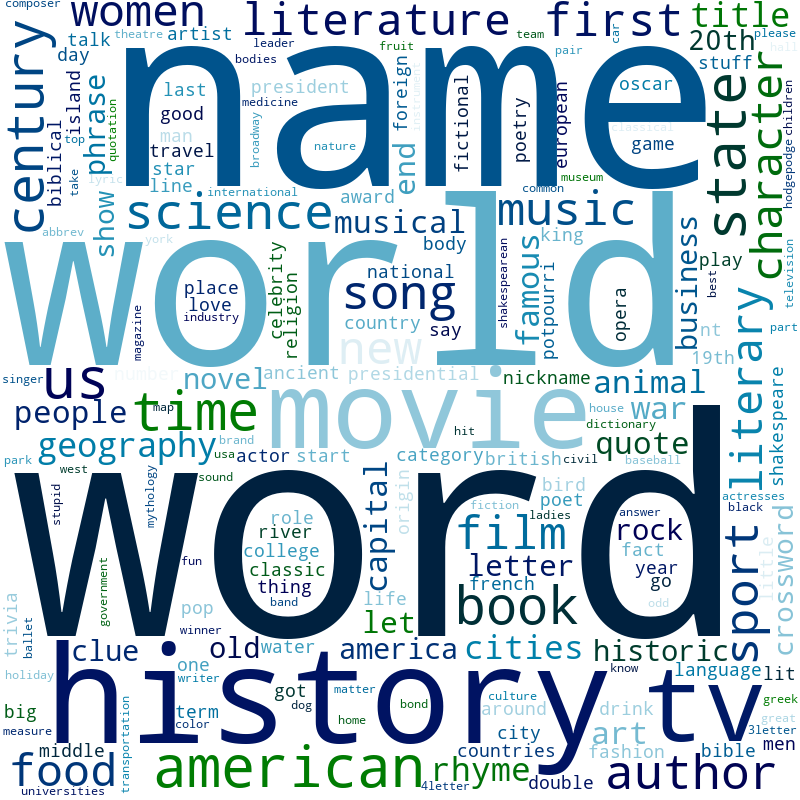 composer
women
literature
first
title
theatre
artist
leader
team
fruit
pair
car
please
20th
hall
talk
day
bodies
stuff
name
century
phrase
island
biblical
top
take
quotation
last
good
man
travel
star
line
president
medicine
broadway
nature
foreign
instrument
fictional
poetry
european
oscar
classical
game
state
character
children
hodgepodge
lyric
show
end
international
award
common
museum
abbrev
york
science
musical
music
body
king
world
place
love
industry
celebrity
religion
national
song
country
say
shakespearean
famous
potpourri
opera
business
play
best
nt
television
part
magazine
new
19th
singer
us
number
novel
ancient
presidential
nickname
animal
people
time
map
movie
house
war
literary
shakespeare
geography
brand
hit
dictionary
quote
park
west
usa
actor
start
category
british
civil
baseball
sound
bird
actresses
word
stupid
mythology
capital
origin
poet
fiction
ladies
answer
black
role
river
college
classic
thing
band
film
letter
french
rock
fact
year
go
odd
sport
little
crossword
fun
government
book
trivia
ballet
pop
winner
life
let
clue
old
water
america
cities
historic
holiday
one
writer
know
language
lit
history
tv
got
matter
culture
greek
big
term
dog
bond
around
drink
great
measure
color
home
city
art
3letter
middle
transportation
countries
fashion
bible
men
food
american
rhyme
double
author
universities
4letter